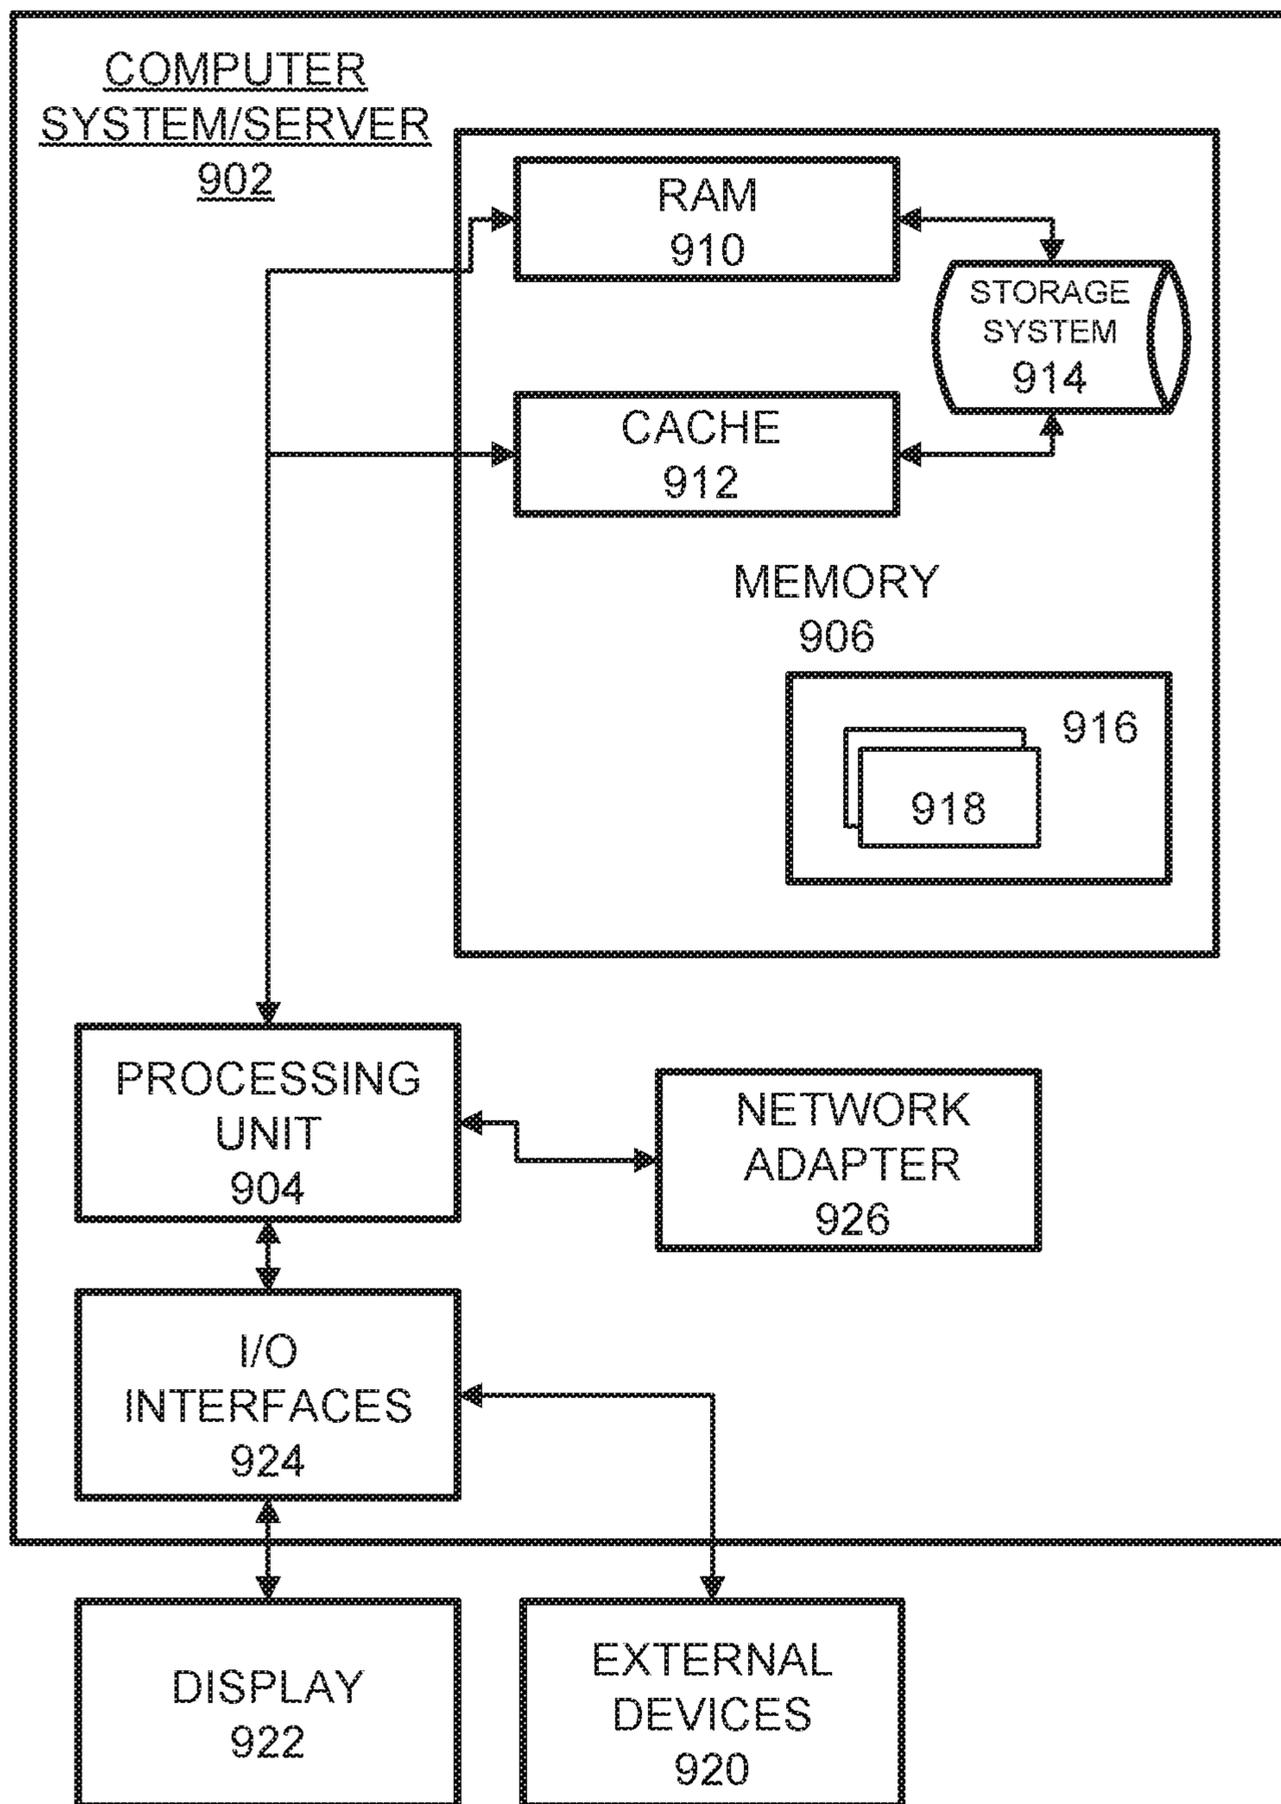 COMPUTER
SYSTEM/SERVER
902
RAM
910
STORAGE
SYSTEM
914
CACHE
912
MEMORY
906
916
918
PROCESSING
UNIT
904
NETWORK
ADAPTER
926
I/O
INTERFACES
924
DISPLAY
922
EXTERNAL
DEVICES
920